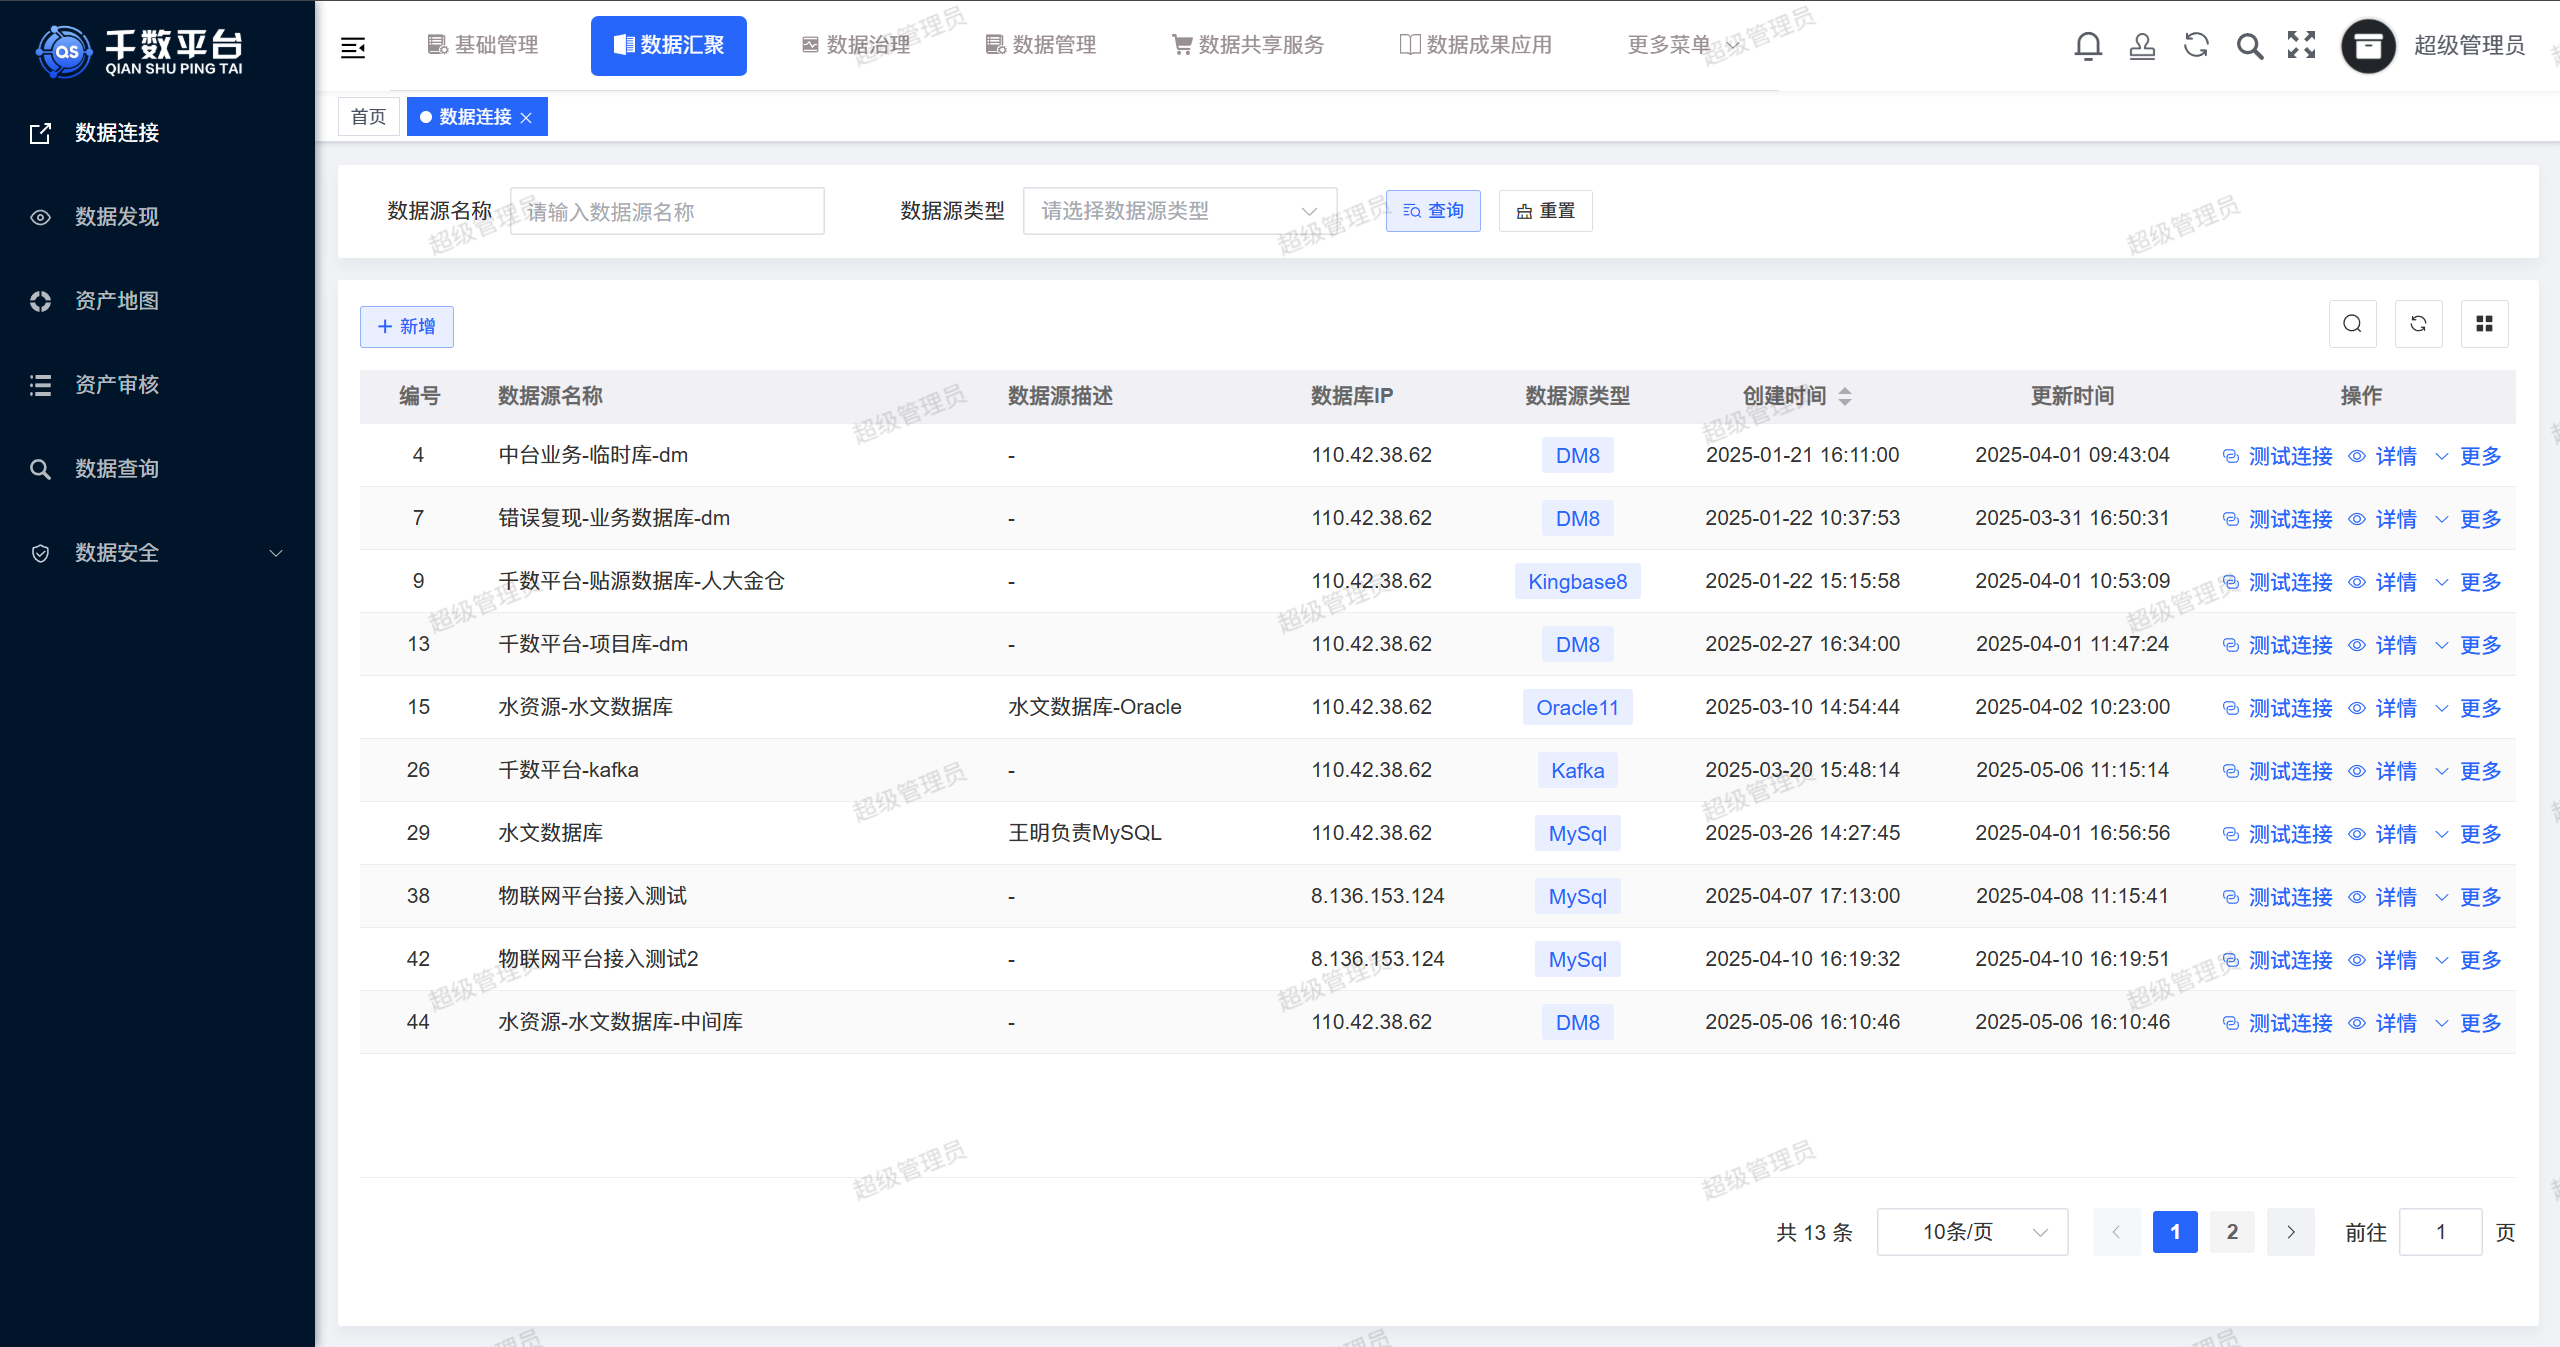 千数平台
QIAN SHU PING TAI
数据连接
数据发现
资产地图
资产审核
数据查询
数据安全
基础管理 数据汇聚 数据治理 数据管理 数据共享服务 数据成果应用 更多菜单 超级管理员
首页 数据连接
数据源名称 请输入数据源名称 数据源类型 请选择数据源类型 查询 重置
新增
编号 数据源名称 数据源描述 数据库IP 数据源类型 创建时间 更新时间 操作
4 中台业务-临时库-dm - 110.42.38.62 DM8 2025-01-21 16:11:00 2025-04-01 09:43:04 测试连接 详情 更多
7 错误复现-业务数据库-dm - 110.42.38.62 DM8 2025-01-22 10:37:53 2025-03-31 16:50:31 测试连接 详情 更多
9 千数平台-贴源数据库-人大金仓 - 110.42.38.62 Kingbase8 2025-01-22 15:15:58 2025-04-01 10:53:09 测试连接 详情 更多
13 千数平台-项目库-dm - 110.42.38.62 DM8 2025-02-27 16:34:00 2025-04-01 11:47:24 测试连接 详情 更多
15 水资源-水文数据库 水文数据库-Oracle 110.42.38.62 Oracle11 2025-03-10 14:54:44 2025-04-02 10:23:00 测试连接 详情 更多
26 千数平台-kafka - 110.42.38.62 Kafka 2025-03-20 15:48:14 2025-05-06 11:15:14 测试连接 详情 更多
29 水文数据库 王明负责MySQL 110.42.38.62 MySql 2025-03-26 14:27:45 2025-04-01 16:56:56 测试连接 详情 更多
38 物联网平台接入测试 - 8.136.153.124 MySql 2025-04-07 17:13:00 2025-04-08 11:15:41 测试连接 详情 更多
42 物联网平台接入测试2 - 8.136.153.124 MySql 2025-04-10 16:19:32 2025-04-10 16:19:51 测试连接 详情 更多
44 水资源-水文数据库-中间库 - 110.42.38.62 DM8 2025-05-06 16:10:46 2025-05-06 16:10:46 测试连接 详情 更多
共 13 条 10条/页 1 2 前往 1 页